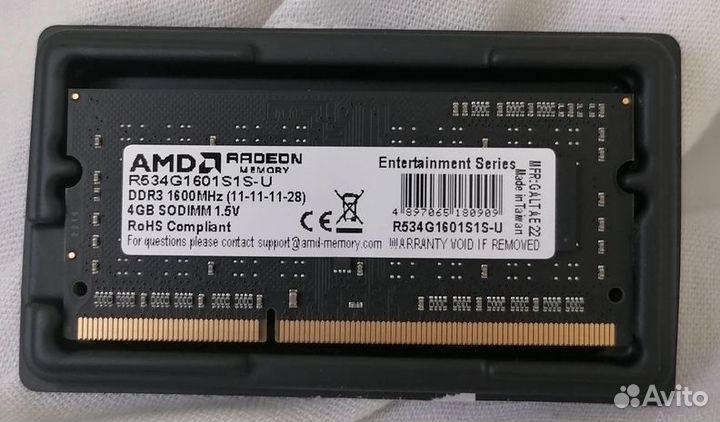 AMD RADEON
MEMORY
R534G1601S1S-U
DDR3 1600MHz (11-11-11-28)
4GB SODIMM 1.5V
RoHS Compliant
For questions please contact support@amd-memory.com
CE
Entertainment Series
4 897065 180909
R534G1601S1S-U
WARRANTY VOID IF REMOVED
MFR:GALTAE22
Made in Taiwan
Avito